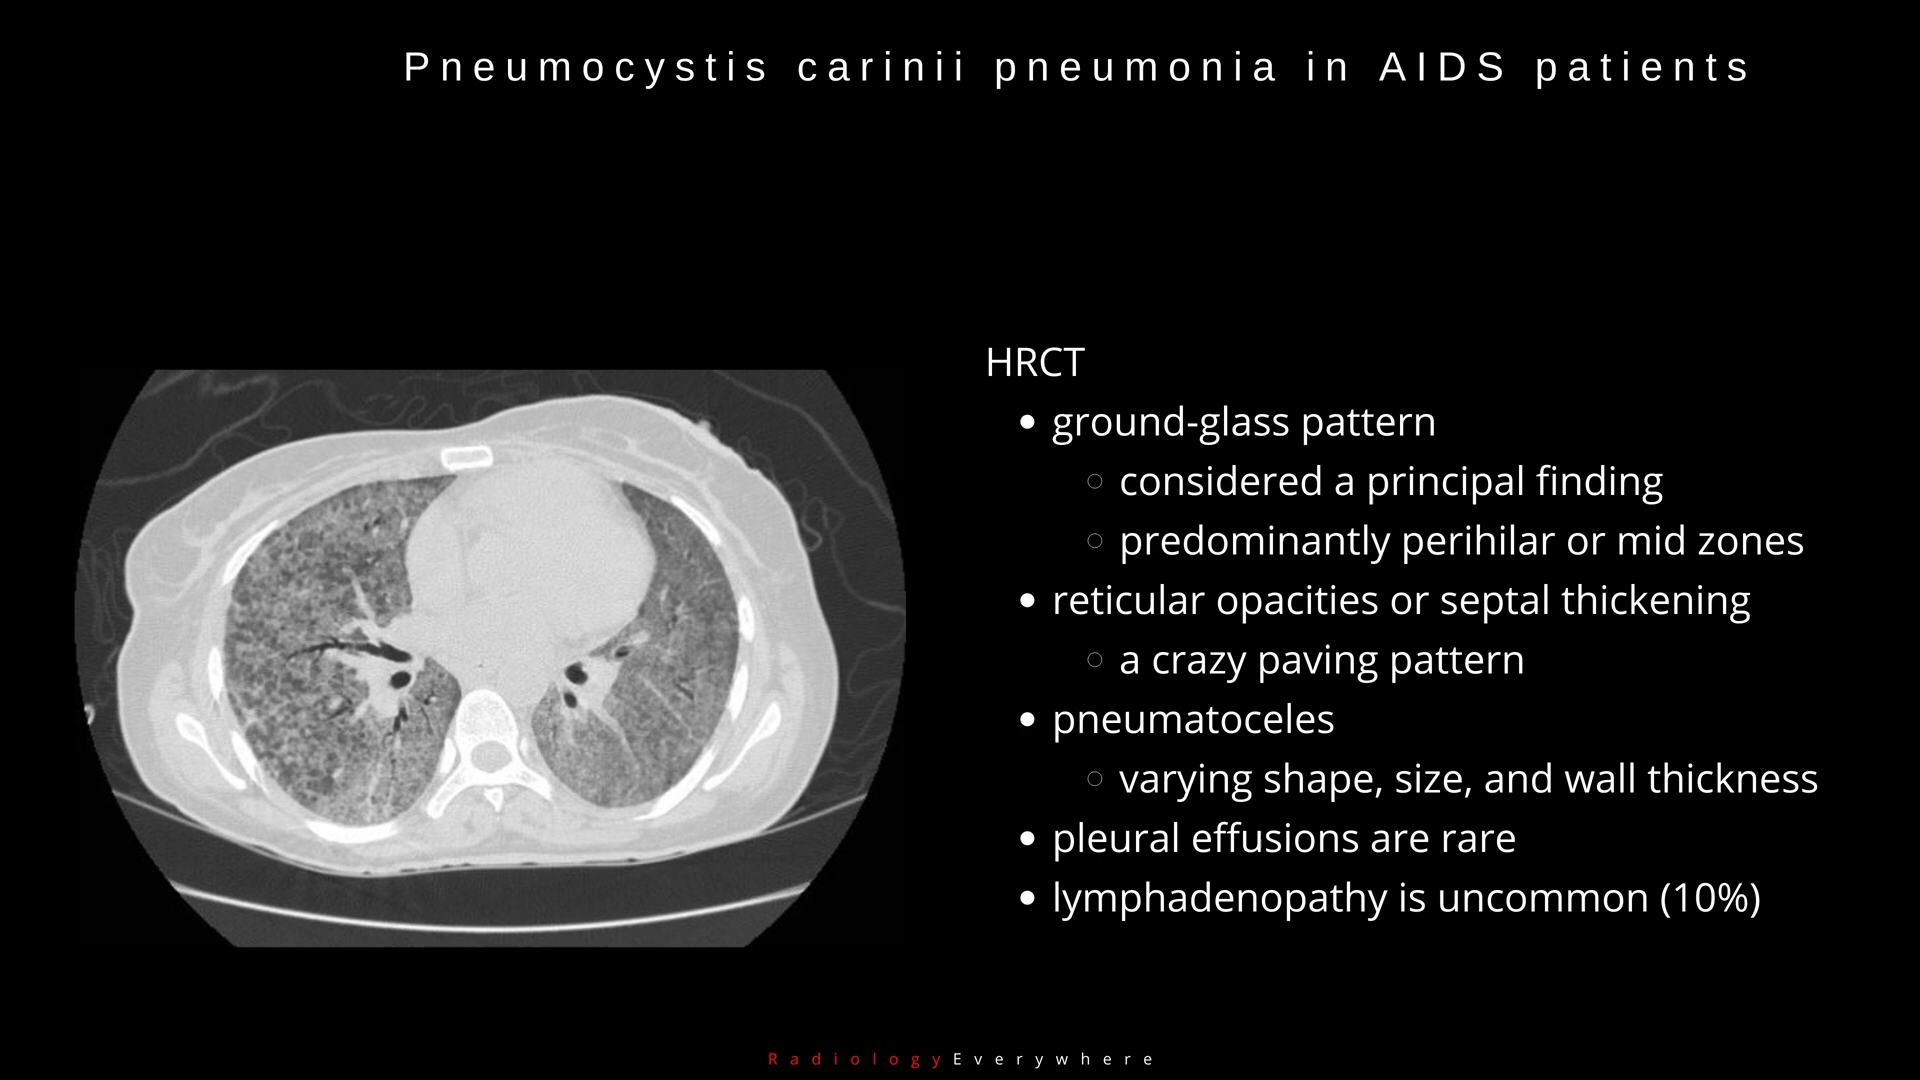 Pneumocystis carinii pneumonia in AIDS patients
HRCT
ground-glass pattern
considered a principal finding
predominantly perihilar or mid zones
reticular opacities or septal thickening
a crazy paving pattern
pneumatoceles
varying shape, size, and wall thickness
pleural effusions are rare
lymphadenopathy is uncommon (10%)
RadiologyEverywhere